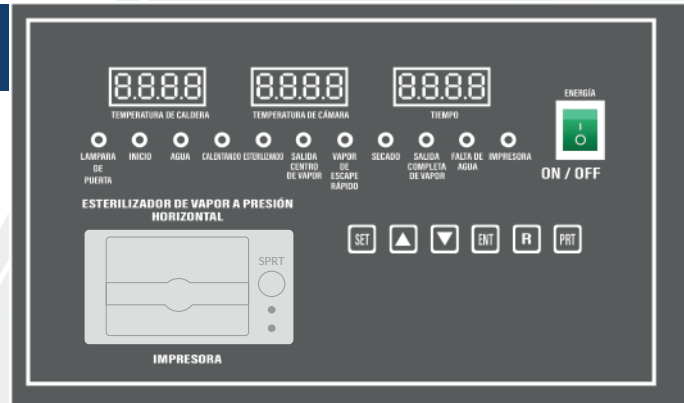 8.8.8.8 8.8.8.8 8.8.8.8
TEMPERATURA DE CALDERA TEMPERATURA DE CÁMARA TIEMPO
ENERGÍA
I
O
ON / OFF
LAMPARA DE PUERTA
INICIO
AGUA
CALENTANDO
ESTERILIZANDO
SALIDA CENTRO DE VAPOR
VAPOR DE ESCAPE RÁPIDO
SECADO
SALIDA COMPLETA DE VAPOR
FALTA DE AGUA
IMPRESORA
ESTERILIZADOR DE VAPOR A PRESIÓN
HORIZONTAL
SET ENT R PRT
SPRT
IMPRESORA